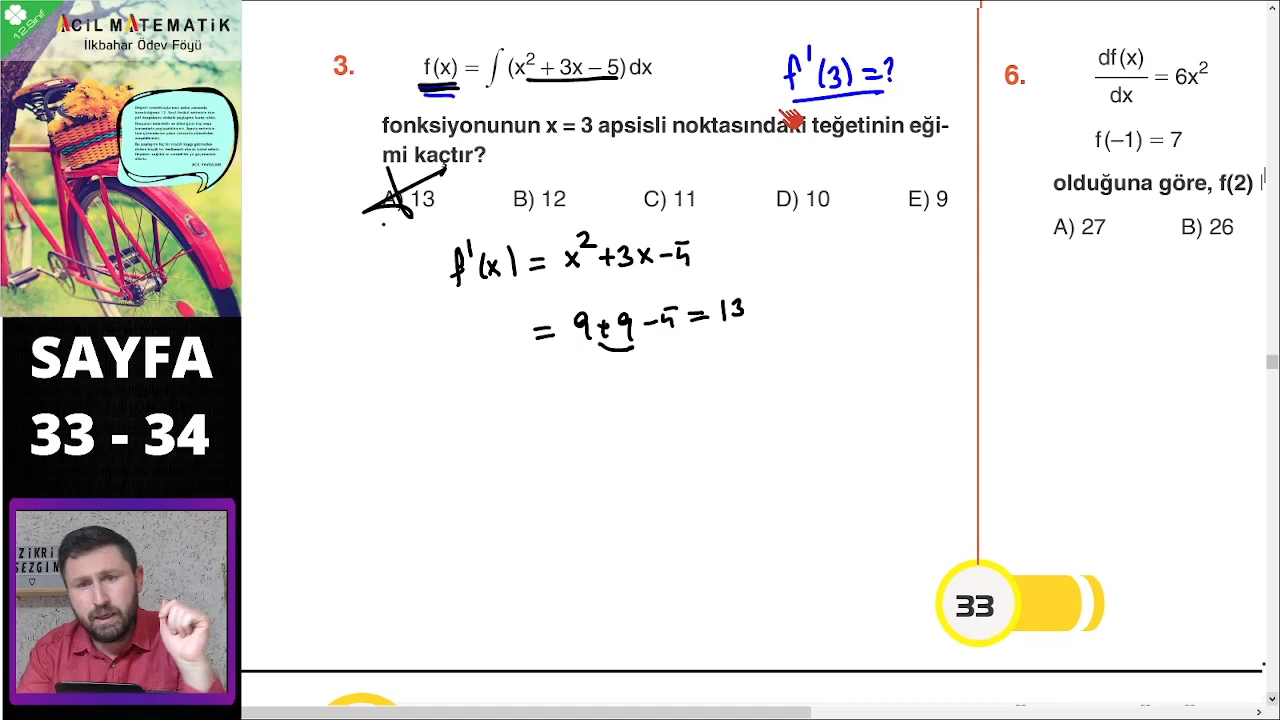 12.Sınıf
ACİL MATEMATİK
İlkbahar Ödev Föyü
SAYFA
33 - 34
ZİKRİ
SEZGİN
3. f(x) = ∫ (x² + 3x – 5) dx
f'(3) = ?
fonksiyonunun x = 3 apsisli noktasındaki teğetinin eği-
mi kaçtır?
A) 13 B) 12 C) 11 D) 10 E) 9
f'(x) = x² + 3x - 5
= 9 + 9 - 5 = 13
6. df(x)/dx = 6x²
f(–1) = 7
olduğuna göre, f(2)
A) 27 B) 26
33